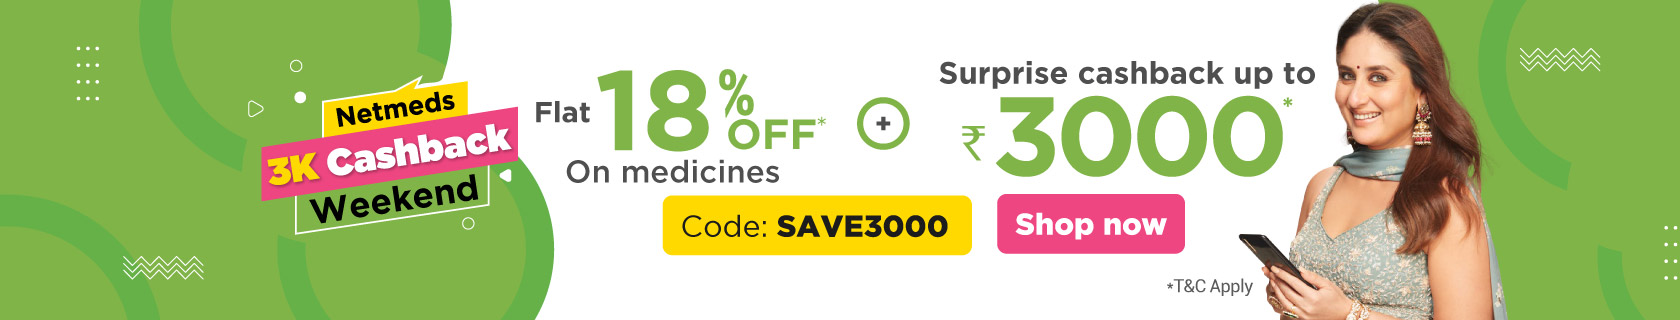 Netmeds
3K Cashback
Weekend
Flat 18% OFF*
On medicines
+
Surprise cashback up to
₹3000*
Code: SAVE3000
Shop now
*T&C Apply